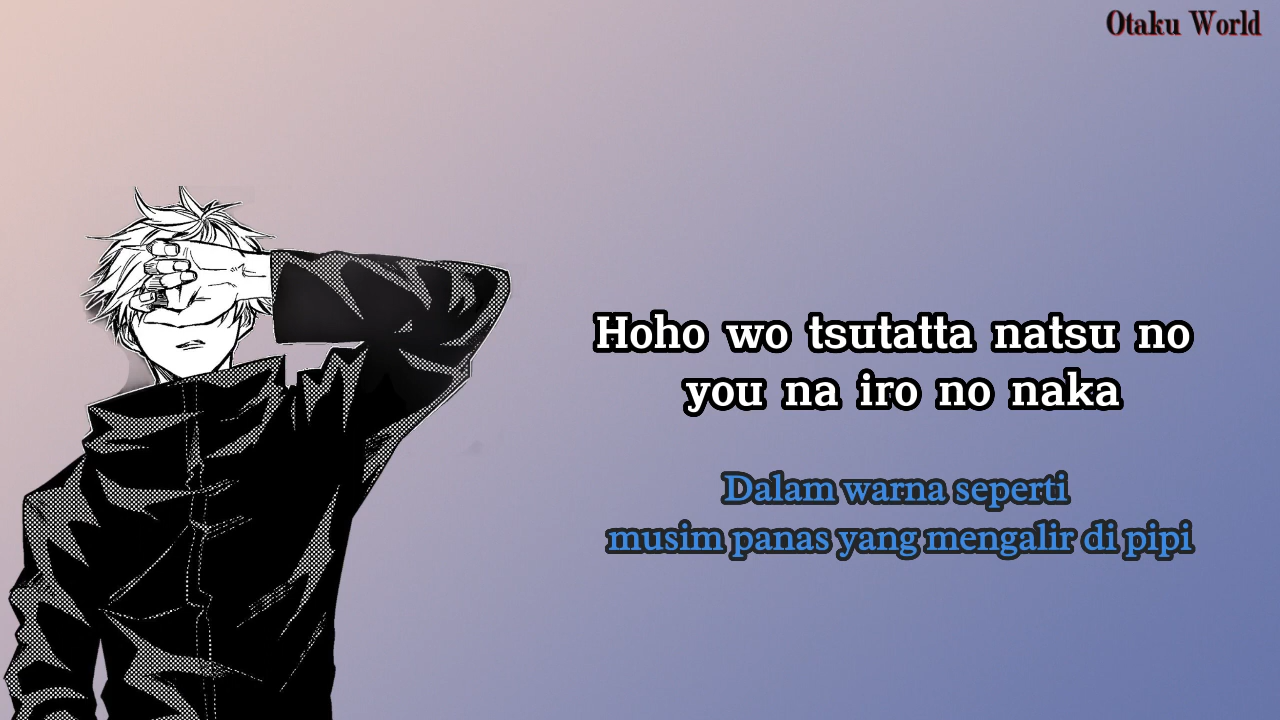 Otaku World
Hoho wo tsutatta natsu no
you na iro no naka
Dalam warna seperti
musim panas yang mengalir di pipi